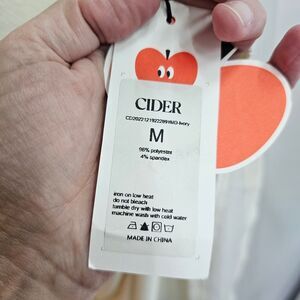 CIDER
M
96% polyester
4% spandex
iron on low heat
do not bleach
tumble dry with low heat
machine wash with cold water
MADE IN CHINA